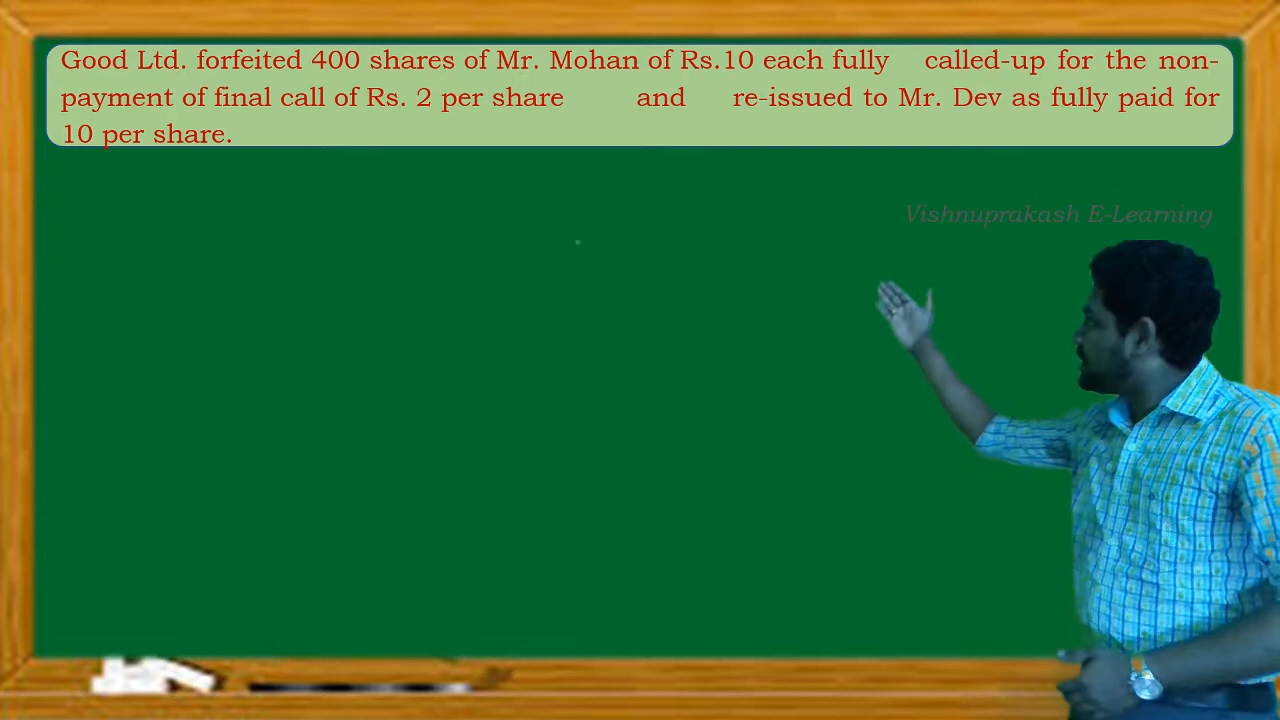 Good Ltd. forfeited 400 shares of Mr. Mohan of Rs.10 each fully called-up for the non-
payment of final call of Rs. 2 per share and re-issued to Mr. Dev as fully paid for
10 per share.
Vishnuprakash E-Learning